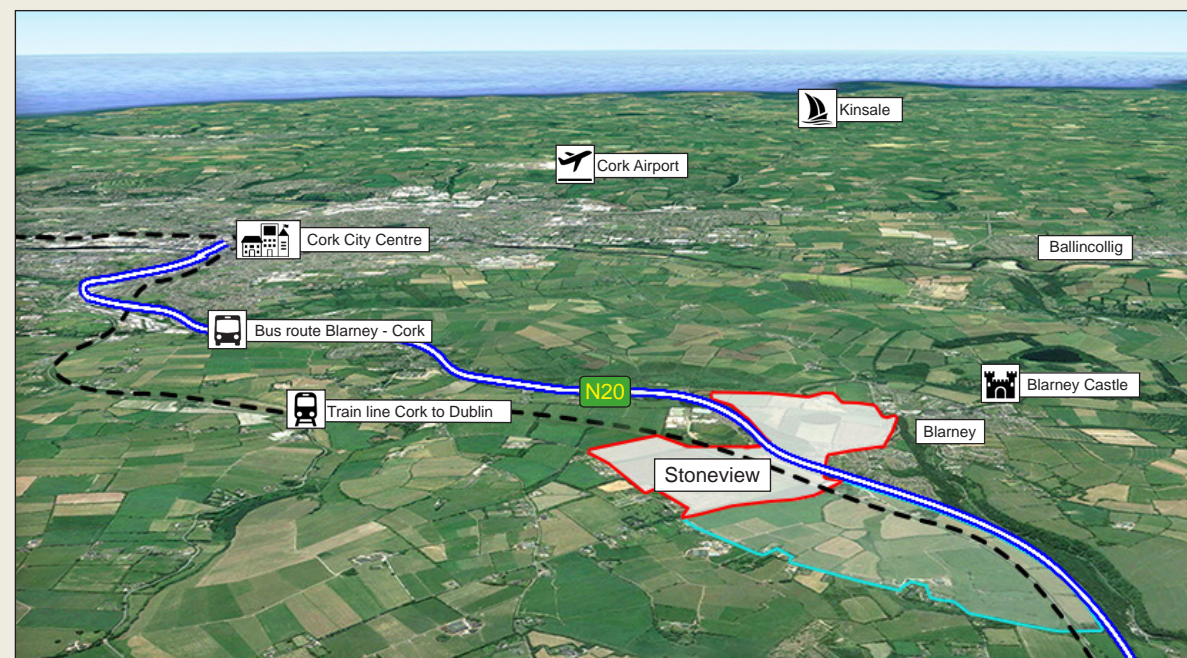 Kinsale
Cork Airport
Cork City Centre
Ballincollig
Bus route Blarney - Cork
Blarney Castle
N20
Train line Cork to Dublin
Blarney
Stoneview